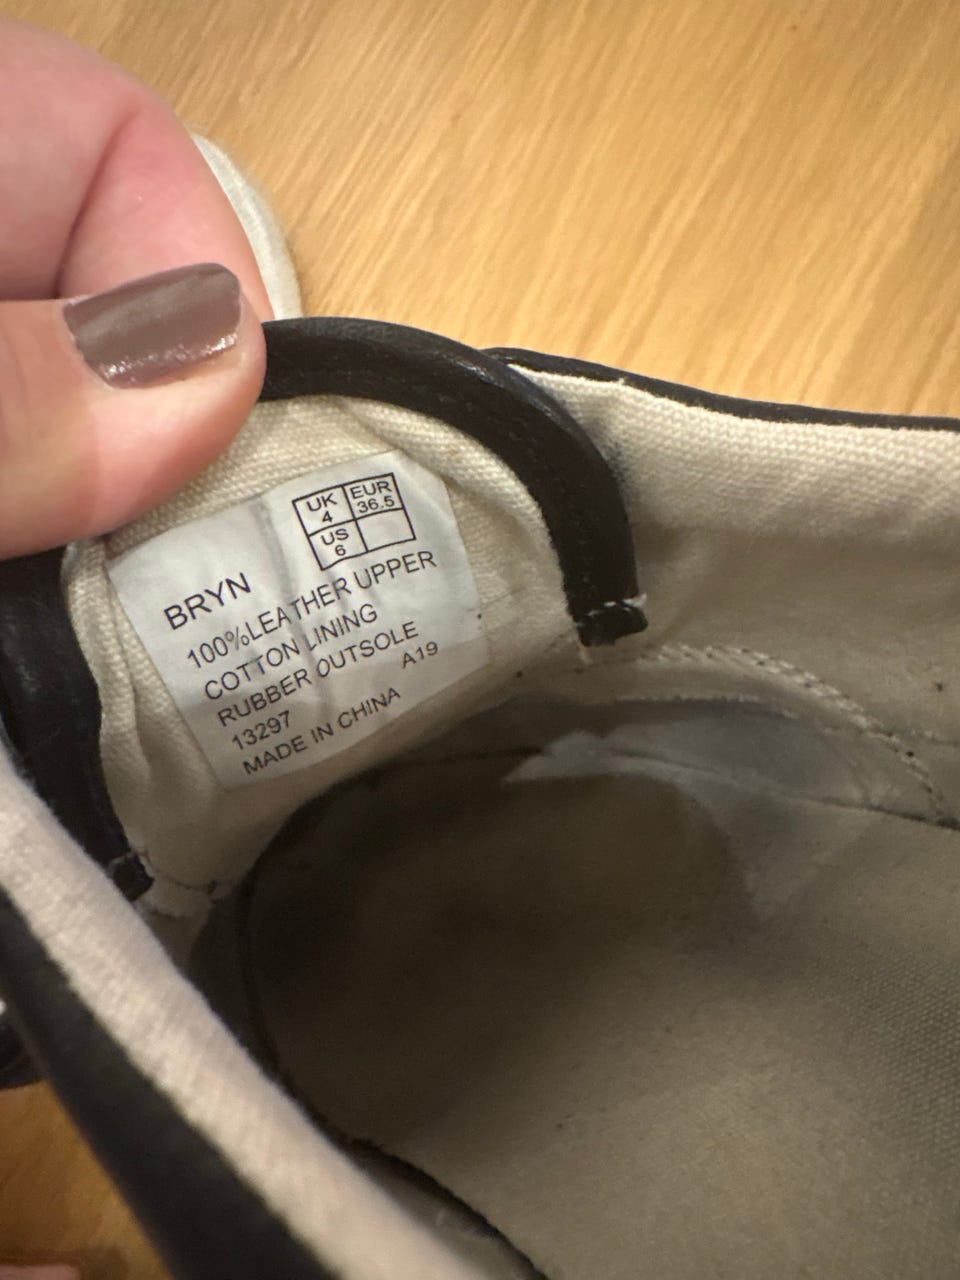 UK EUR
4 36.5
US
6
BRYN
100%LEATHER UPPER
COTTON LINING
RUBBER OUTSOLE
13297 A19
MADE IN CHINA